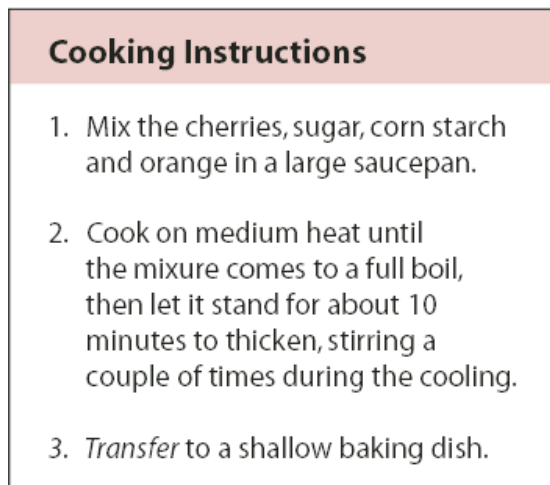 Cooking Instructions
1. Mix the cherries, sugar, corn starch
and orange in a large saucepan.
2. Cook on medium heat until
the mixure comes to a full boil,
then let it stand for about 10
minutes to thicken, stirring a
couple of times during the cooling.
3. Transfer to a shallow baking dish.